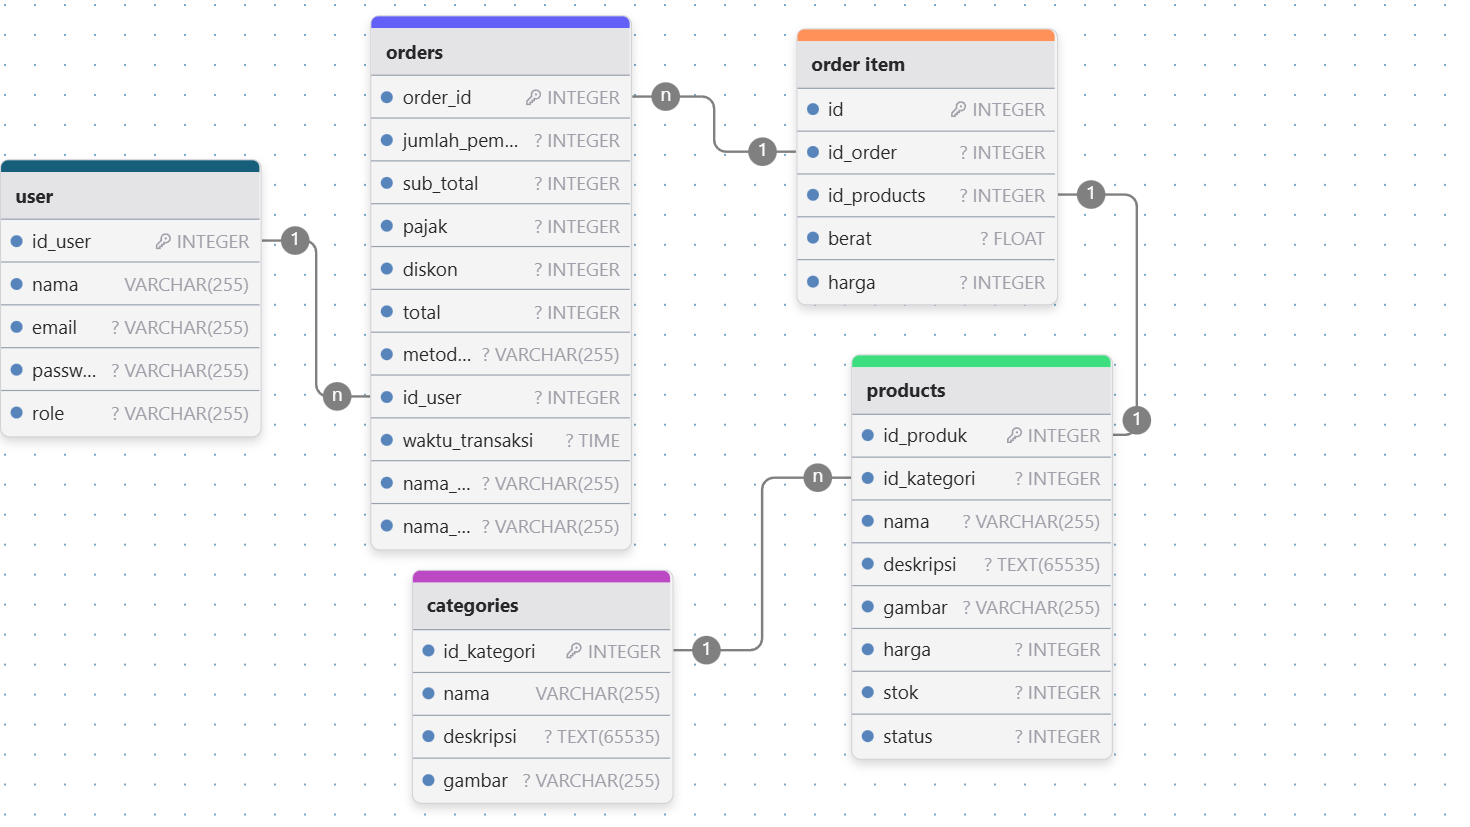 user
id_user INTEGER
nama VARCHAR(255)
email ? VARCHAR(255)
passw... ? VARCHAR(255)
role ? VARCHAR(255)
1
n
orders
order_id INTEGER
jumlah_pem... ? INTEGER
sub_total ? INTEGER
pajak ? INTEGER
diskon ? INTEGER
total ? INTEGER
metod... ? VARCHAR(255)
id_user ? INTEGER
waktu_transaksi ? TIME
nama_... ? VARCHAR(255)
nama_... ? VARCHAR(255)
n
1
order item
id INTEGER
id_order ? INTEGER
id_products ? INTEGER
berat ? FLOAT
harga ? INTEGER
1
1
products
id_produk INTEGER
id_kategori ? INTEGER
nama ? VARCHAR(255)
deskripsi ? TEXT(65535)
gambar ? VARCHAR(255)
harga ? INTEGER
stok ? INTEGER
status ? INTEGER
n
1
categories
id_kategori INTEGER
nama VARCHAR(255)
deskripsi ? TEXT(65535)
gambar ? VARCHAR(255)